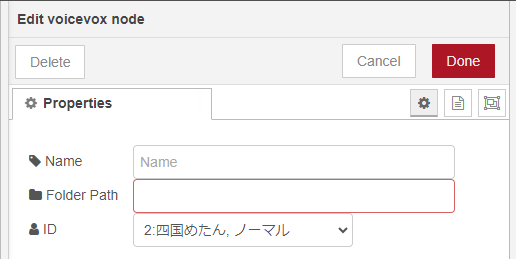 Edit voicevox node
Delete Cancel Done
Properties
Name Name
Folder Path
ID 2:四国めたん, ノーマル